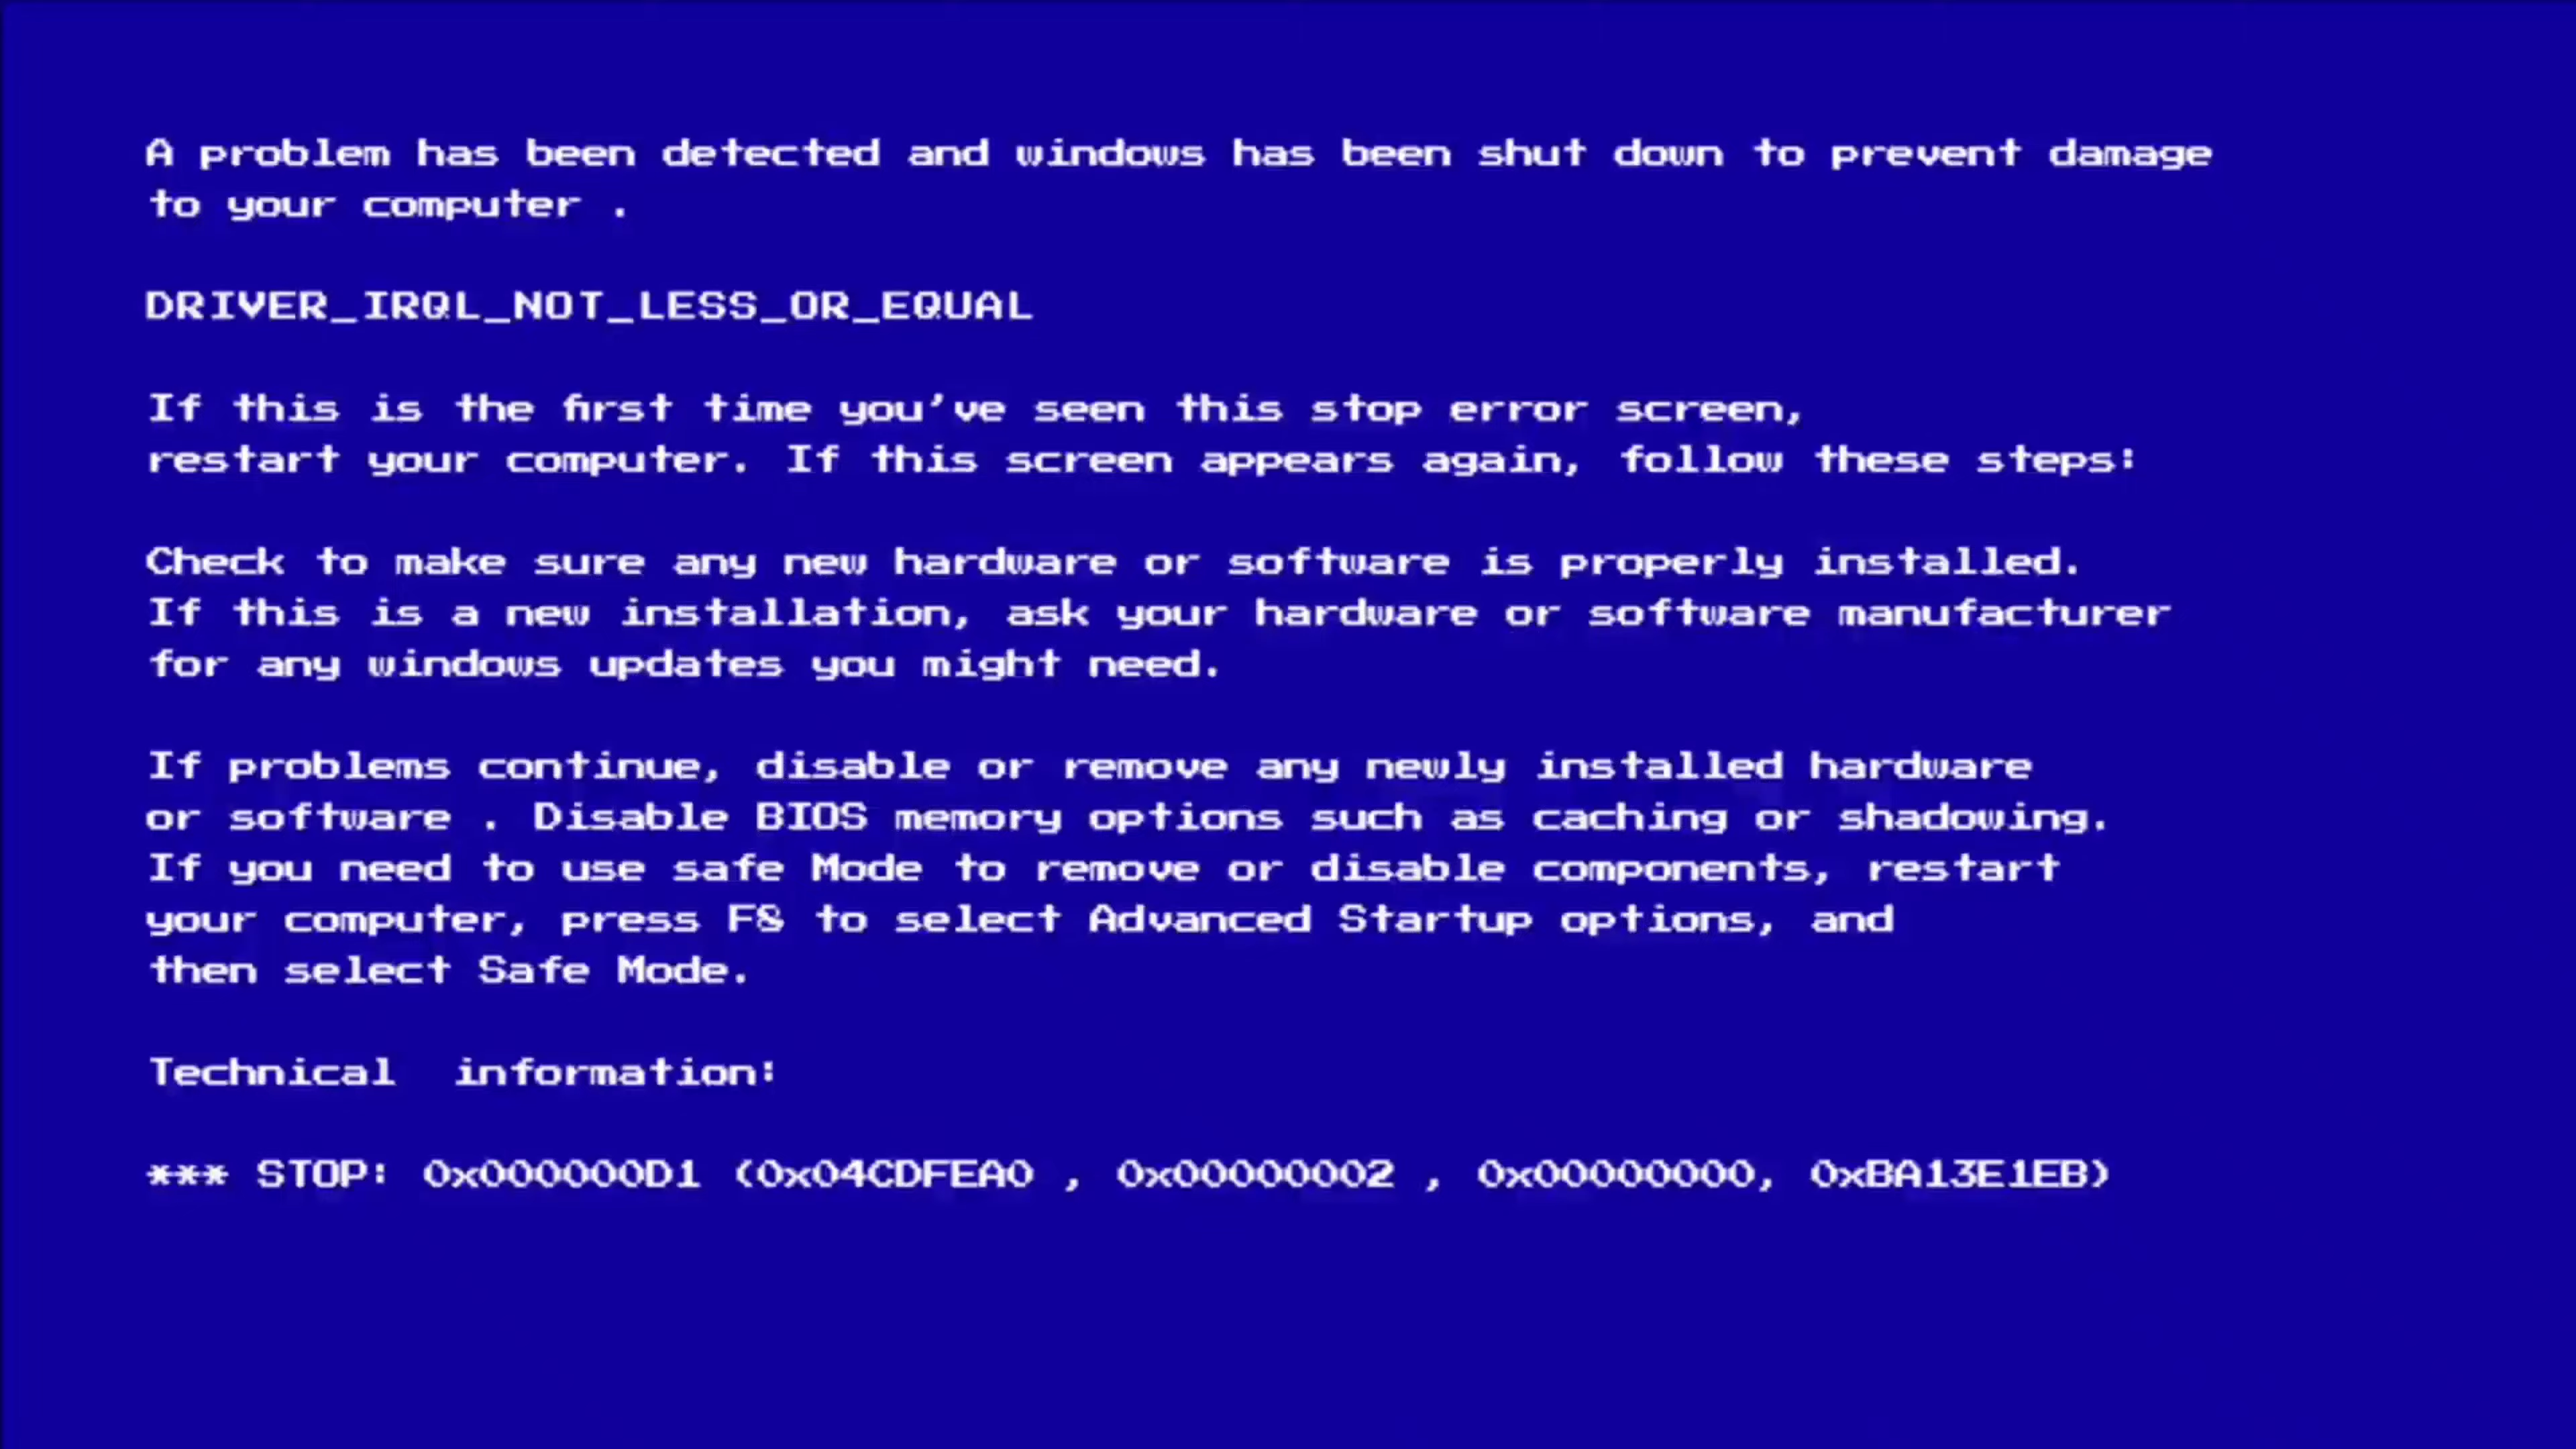 A problem has been detected and windows has been shut down to prevent damage
to your computer .
DRIVER_IRQL_NOT_LESS_OR_EQUAL
If this is the first time you've seen this stop error screen,
restart your computer. If this screen appears again, follow these steps:
Check to make sure any new hardware or software is properly installed.
If this is a new installation, ask your hardware or software manufacturer
for any windows updates you might need.
If problems continue, disable or remove any newly installed hardware
or software . Disable BIOS memory options such as caching or shadowing.
If you need to use safe Mode to remove or disable components, restart
your computer, press F& to select Advanced Startup options, and
then select Safe Mode.
Technical  information:
*** STOP: 0x000000D1 (0x04CDFEA0 , 0x00000002 , 0x00000000, 0xBA13E1EB)